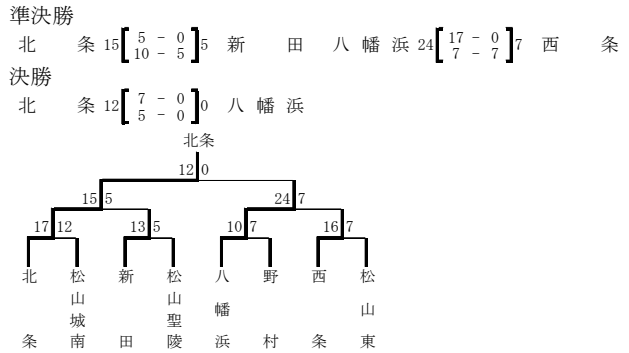 準決勝
北条 15 [5 - 0 10 - 5] 5 新田 八幡浜 24 [17 - 0 7 - 7] 7 西条
決勝
北条 12 [7 - 0 5 - 0] 0 八幡浜
北条
12 0
15 5 24 7
17 12 13 5 10 7 16 7
北条 松山城南 新田 松山聖陵 八幡浜 野村 西条 松山東